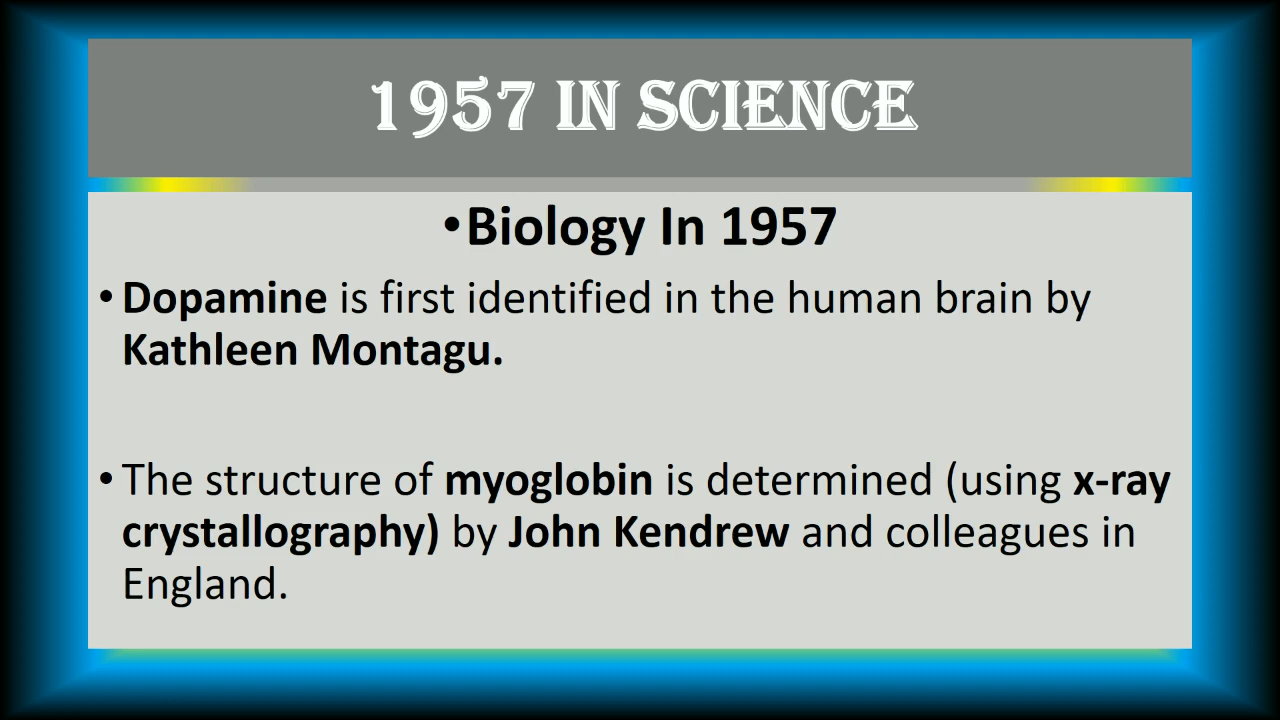 1957 IN SCIENCE
•Biology In 1957
• Dopamine is first identified in the human brain by
Kathleen Montagu.
• The structure of myoglobin is determined (using x-ray
crystallography) by John Kendrew and colleagues in
England.